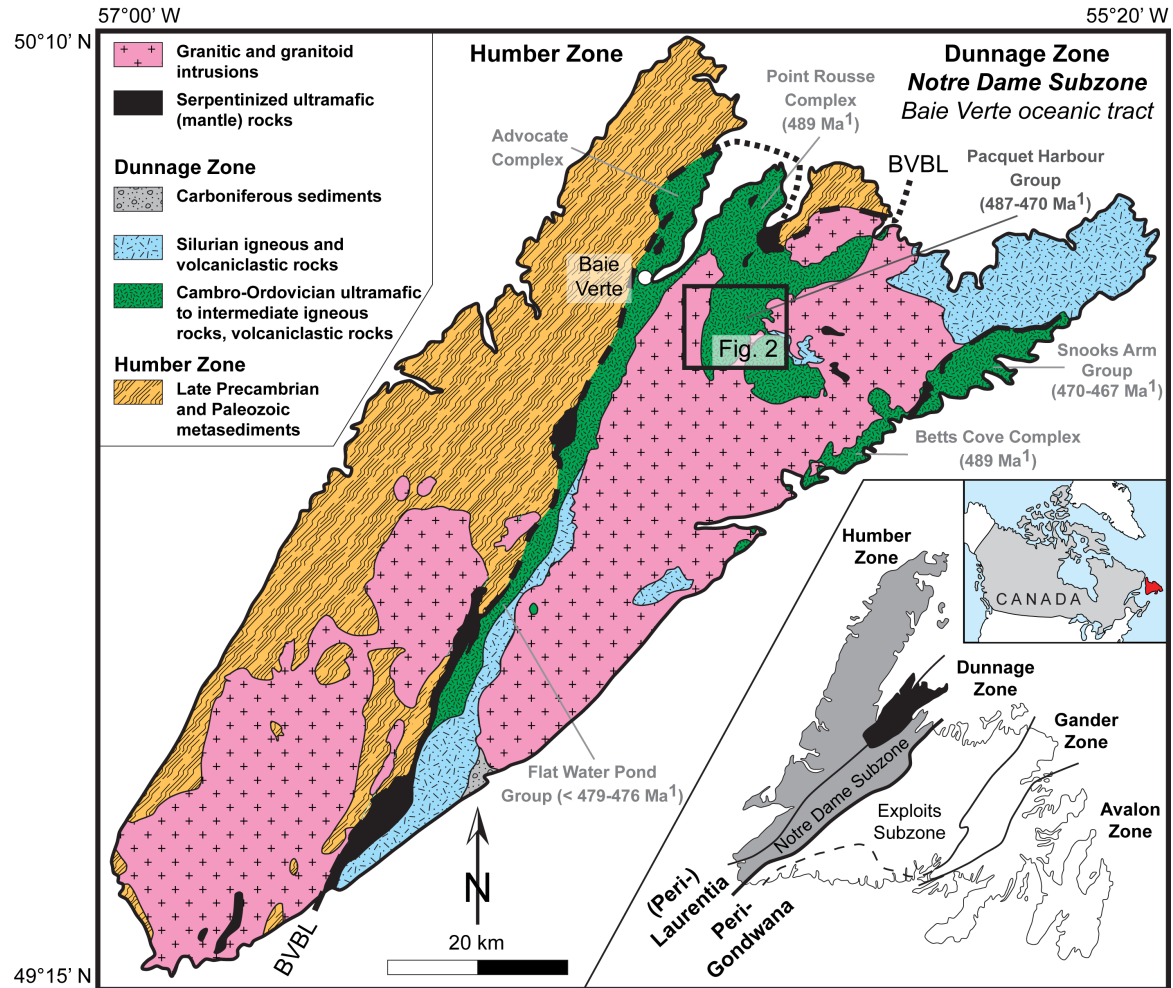 57°00' W
55°20' W
50°10' N
49°15' N
Granitic and granitoid
intrusions
Serpentinized ultramafic
(mantle) rocks
Dunnage Zone
Carboniferous sediments
Silurian igneous and
volcaniclastic rocks
Cambro-Ordovician ultramafic
to intermediate igneous
rocks, volcaniclastic rocks
Humber Zone
Late Precambrian
and Paleozoic
metasediments
Humber Zone
Dunnage Zone
Notre Dame Subzone
Baie Verte oceanic tract
Point Rousse
Complex
(489 Ma1)
Advocate
Complex
BVBL
Pacquet Harbour
Group
(487-470 Ma1)
Baie
Verte
Fig. 2
Snooks Arm
Group
(470-467 Ma1)
Betts Cove Complex
(489 Ma1)
Flat Water Pond
Group (< 479-476 Ma1)
BVBL
N
20 km
Humber
Zone
CANADA
Dunnage
Zone
Gander
Zone
Notre Dame Subzone
Exploits
Subzone
Avalon
Zone
(Peri-)
Laurentia
Peri-
Gondwana